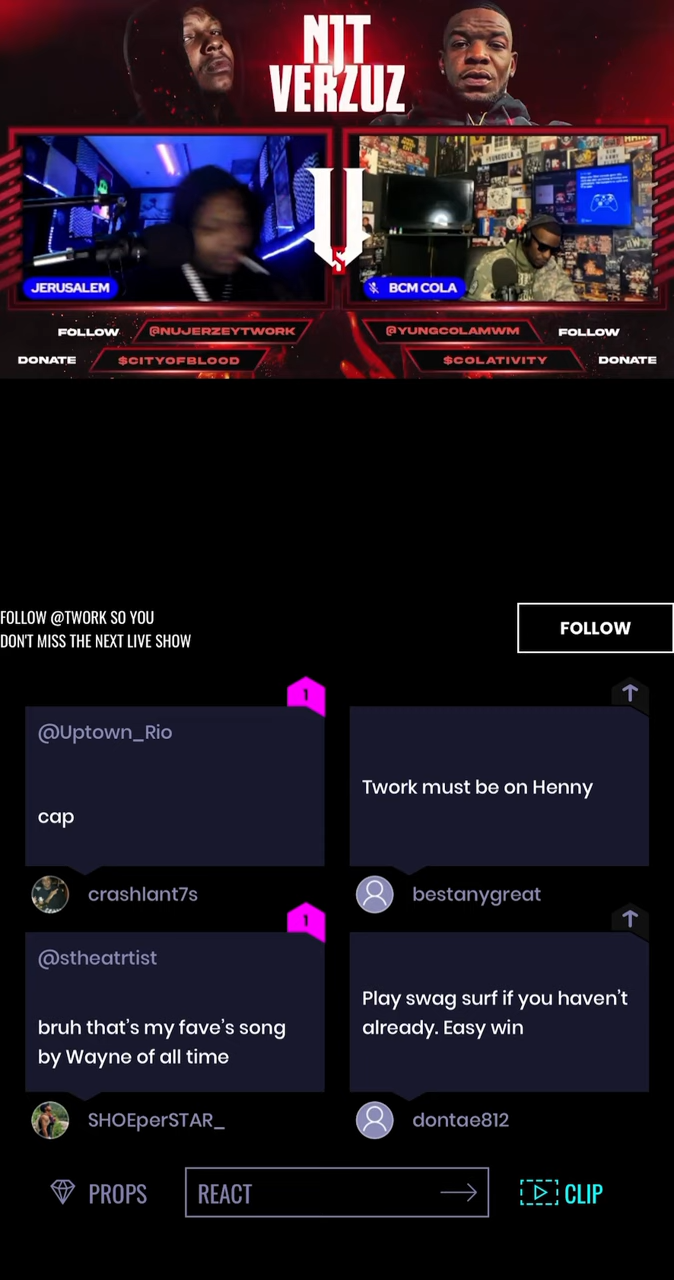 NJT
VERZUZ
JERUSALEM
VS
BCM COLA
FOLLOW
@NUJERZEYTWORK
@YUNGCOLAMWM
FOLLOW
DONATE
$CITYOFBLOOD
$COLATIVITY
DONATE
FOLLOW @TWORK SO YOU
DON'T MISS THE NEXT LIVE SHOW
FOLLOW
1
@Uptown_Rio
cap
crashlant7s
Twork must be on Henny
bestanygreat
1
@stheatrtist
bruh that's my fave's song
by Wayne of all time
SHOEperSTAR_
Play swag surf if you haven't
already. Easy win
dontae812
PROPS
REACT
CLIP